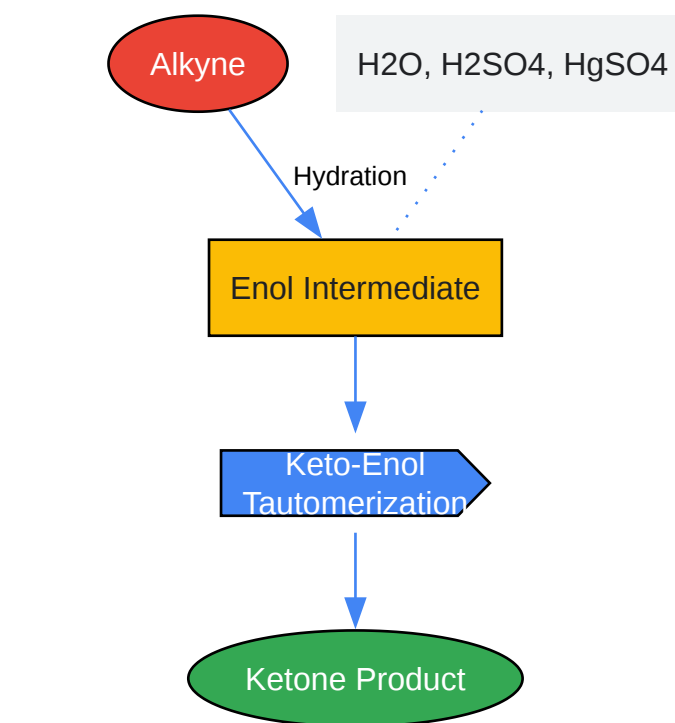 Alkyne
H2O, H2SO4, HgSO4
Hydration
Enol Intermediate
Keto-Enol
Tautomerization
Ketone Product